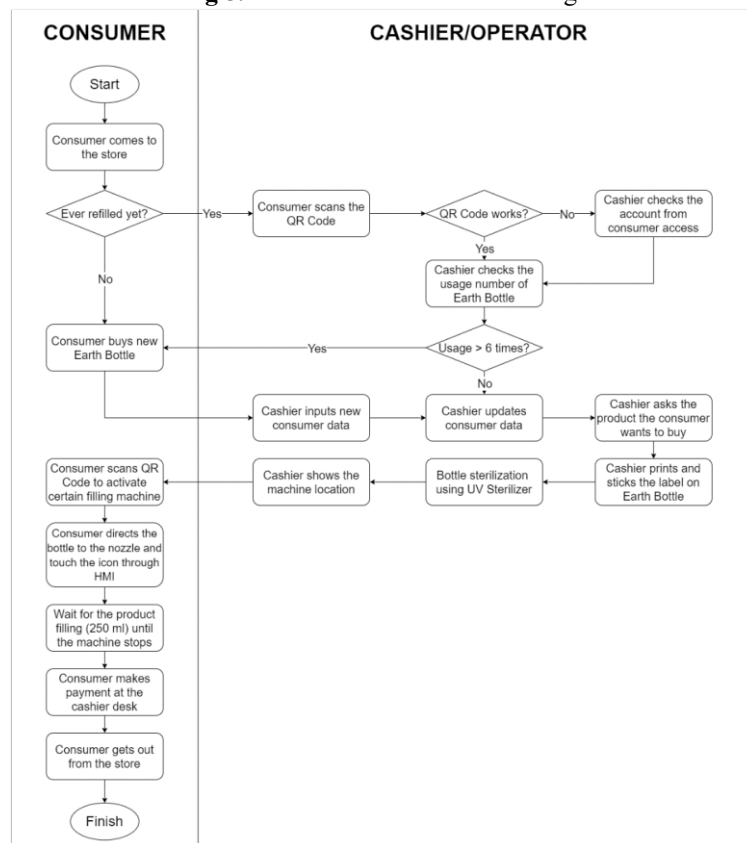 CONSUMER
CASHIER/OPERATOR
Start
Consumer comes to
the store
Ever refilled yet?
Yes
Consumer scans the
QR Code
QR Code works?
No
Cashier checks the
account from
consumer access
Yes
Cashier checks the
usage number of
Earth Bottle
No
Consumer buys new
Earth Bottle
Yes
Usage > 6 times?
No
Cashier inputs new
consumer data
Cashier updates
consumer data
Cashier asks the
product the consumer
wants to buy
Consumer scans QR
Code to activate
certain filling machine
Cashier shows the
machine location
Bottle sterilization
using UV Sterilizer
Cashier prints and
sticks the label on
Earth Bottle
Consumer directs the
bottle to the nozzle and
touch the icon through
HMI
Wait for the product
filling (250 ml) until
the machine stops
Consumer makes
payment at the
cashier desk
Consumer gets out
from the store
Finish